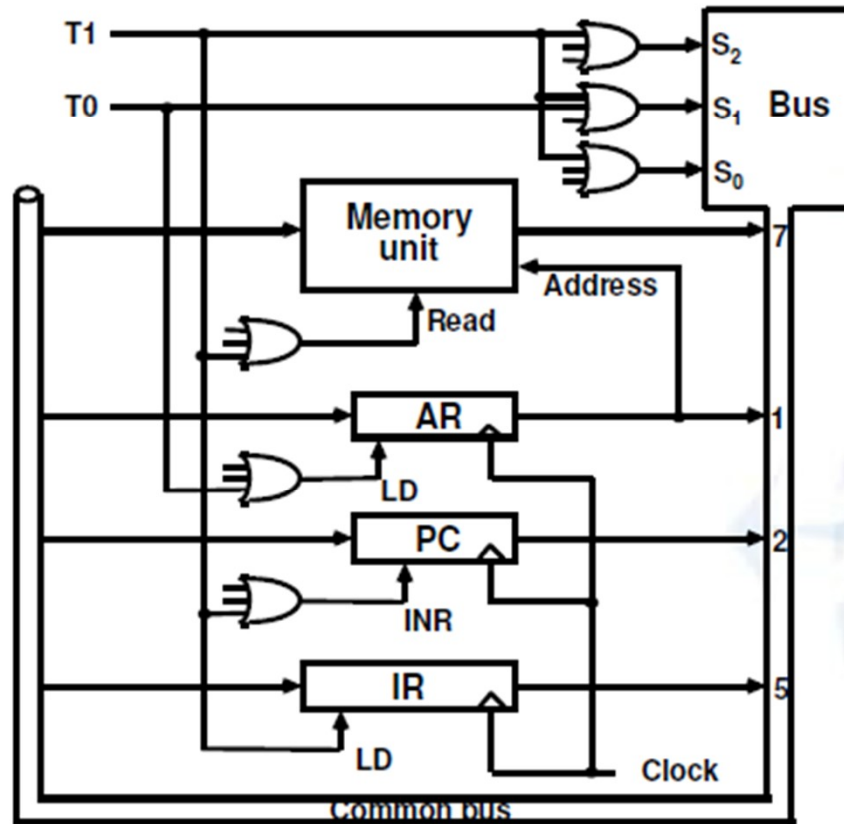 T1
S2
T0
S1
Bus
S0
Memory
unit
7
Address
Read
AR
1
LD
PC
2
INR
IR
5
LD
Clock
Common bus